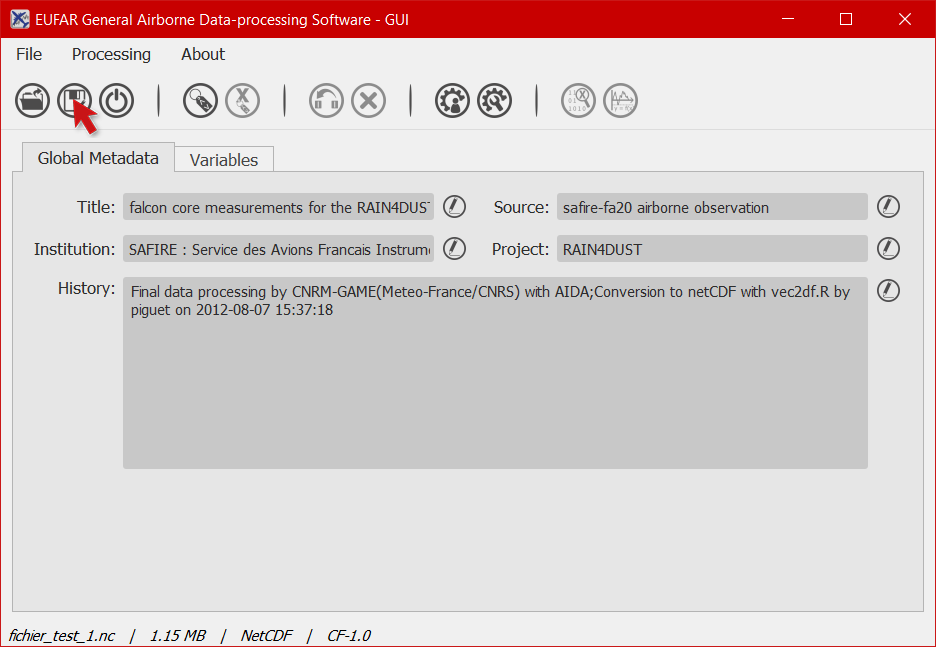 EUFAR General Airborne Data-processing Software - GUI
File Processing About
Global Metadata Variables
Title: falcon core measurements for the RAIN4DUST Source: safire-fa20 airborne observation
Institution: SAFIRE : Service des Avions Francais Instrum Project: RAIN4DUST
History: Final data processing by CNRM-GAME(Meteo-France/CNRS) with AIDA;Conversion to netCDF with vec2df.R by
piguet on 2012-08-07 15:37:18
fichier_test_1.nc | 1.15 MB | NetCDF | CF-1.0